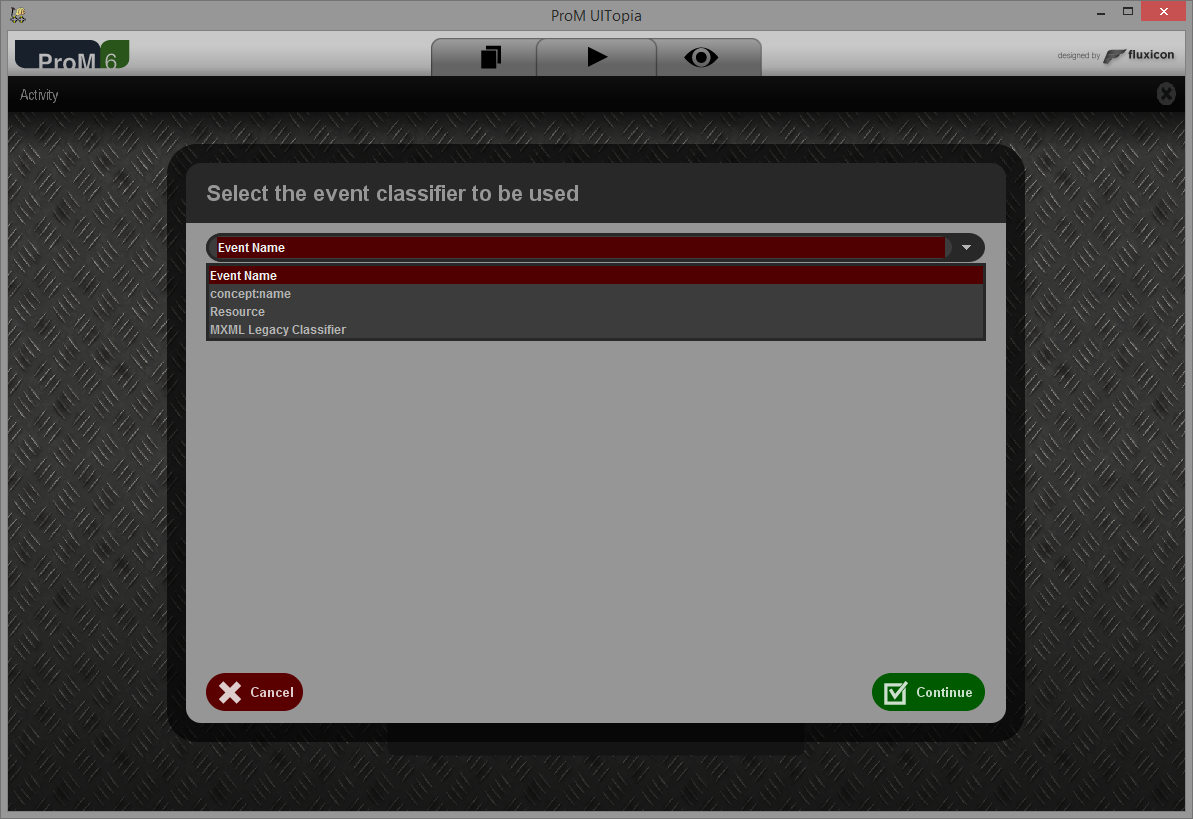 ProM UITopia
ProM 6
designed by fluxicon
Activity
Select the event classifier to be used
Event Name
Event Name
concept:name
Resource
MXML Legacy Classifier
Cancel
Continue